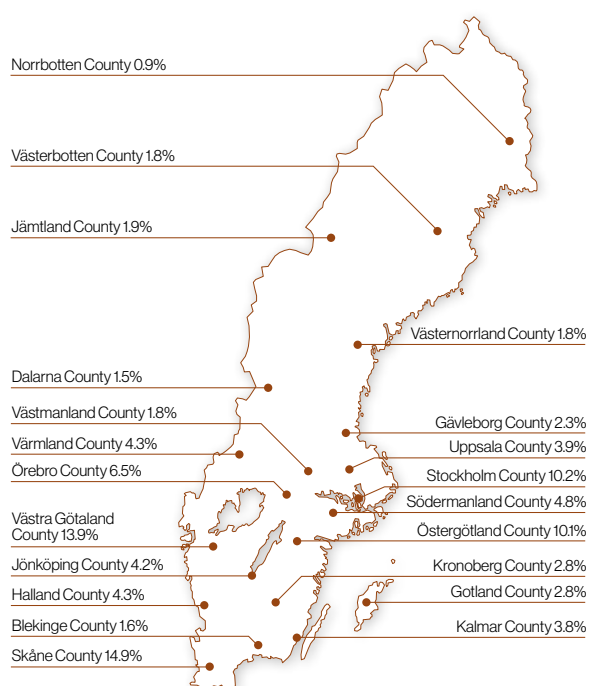 Norrbotten County 0.9%
Västerbotten County 1.8%
Jämtland County 1.9%
Västernorrland County 1.8%
Dalarna County 1.5%
Västmanland County 1.8%
Gävleborg County 2.3%
Värmland County 4.3%
Uppsala County 3.9%
Örebro County 6.5%
Stockholm County 10.2%
Södermanland County 4.8%
Västra Götaland
County 13.9%
Östergötland County 10.1%
Jönköping County 4.2%
Kronoberg County 2.8%
Halland County 4.3%
Gotland County 2.8%
Blekinge County 1.6%
Kalmar County 3.8%
Skåne County 14.9%